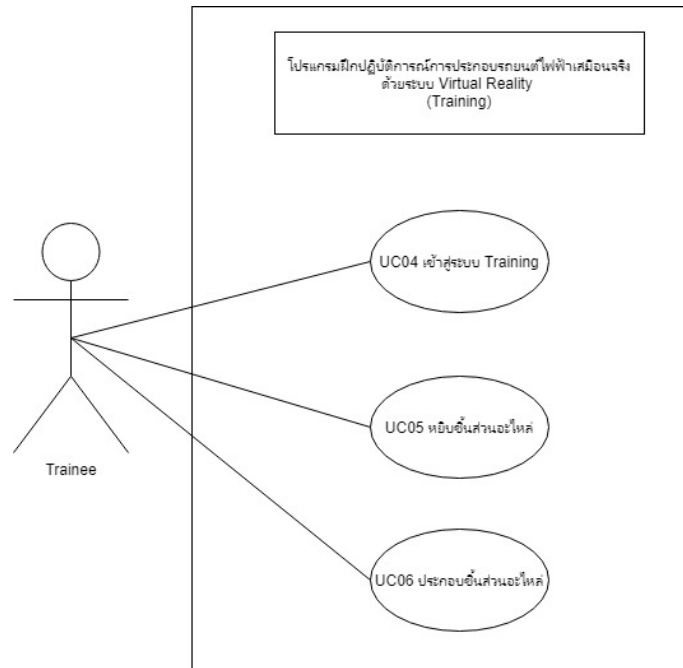 โปรแกรมฝึกปฏิบัติการณ์การประกอบรถยนต์ไฟฟ้าเสมือนจริง
ด้วยระบบ Virtual Reality
(Training)
UC04 เข้าสู่ระบบ Training
UC05 หยิบชิ้นส่วนอะไหล่
Trainee
UC06 ประกอบชิ้นส่วนอะไหล่